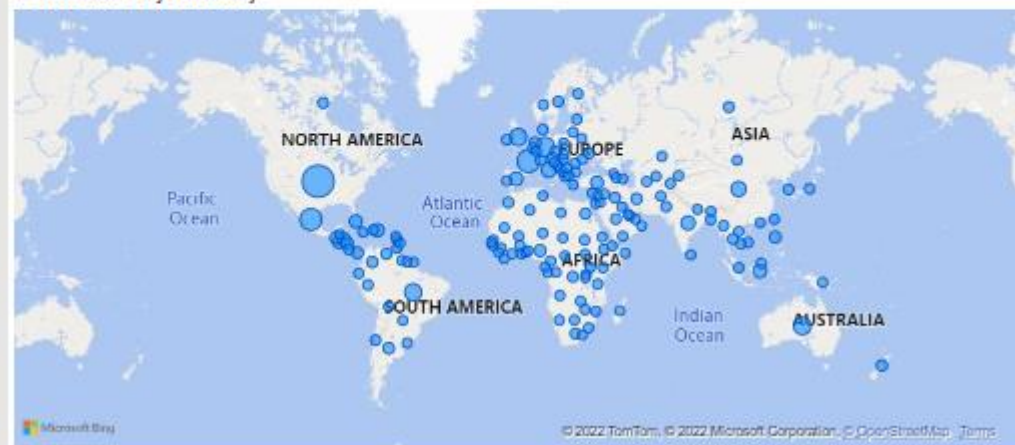 NORTH AMERICA
EUROPE
ASIA
Pacific
Ocean
Atlantic
Ocean
AFRICA
SOUTH AMERICA
Indian
Ocean
AUSTRALIA
Microsoft Bing
© 2022 TomTom, © 2022 Microsoft Corporation, © OpenStreetMap Terms